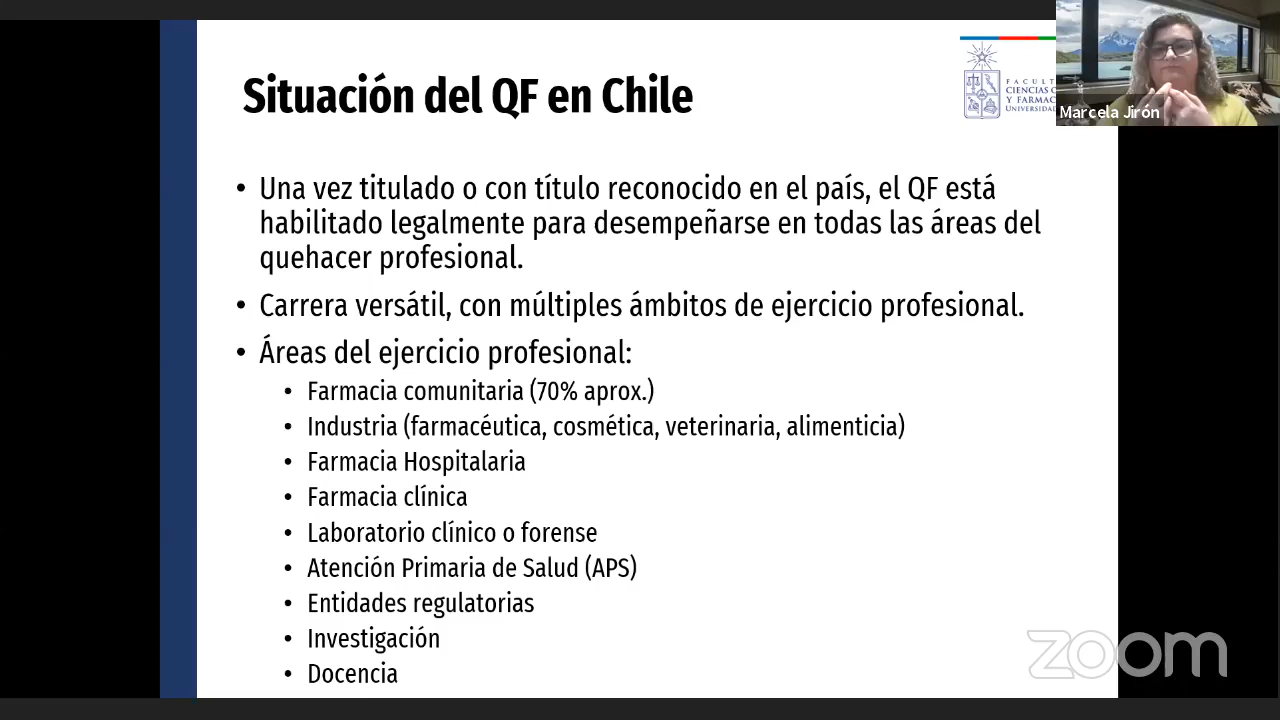 Situación del QF en Chile
FACULT
CIENCIAS Q
Y FARMAC
UNIVERSIDAD
Marcela Jirón
• Una vez titulado o con título reconocido en el país, el QF está
habilitado legalmente para desempeñarse en todas las áreas del
quehacer profesional.
• Carrera versátil, con múltiples ámbitos de ejercicio profesional.
• Áreas del ejercicio profesional:
• Farmacia comunitaria (70% aprox.)
• Industria (farmacéutica, cosmética, veterinaria, alimenticia)
• Farmacia Hospitalaria
• Farmacia clínica
• Laboratorio clínico o forense
• Atención Primaria de Salud (APS)
• Entidades regulatorias
• Investigación
• Docencia
zoom